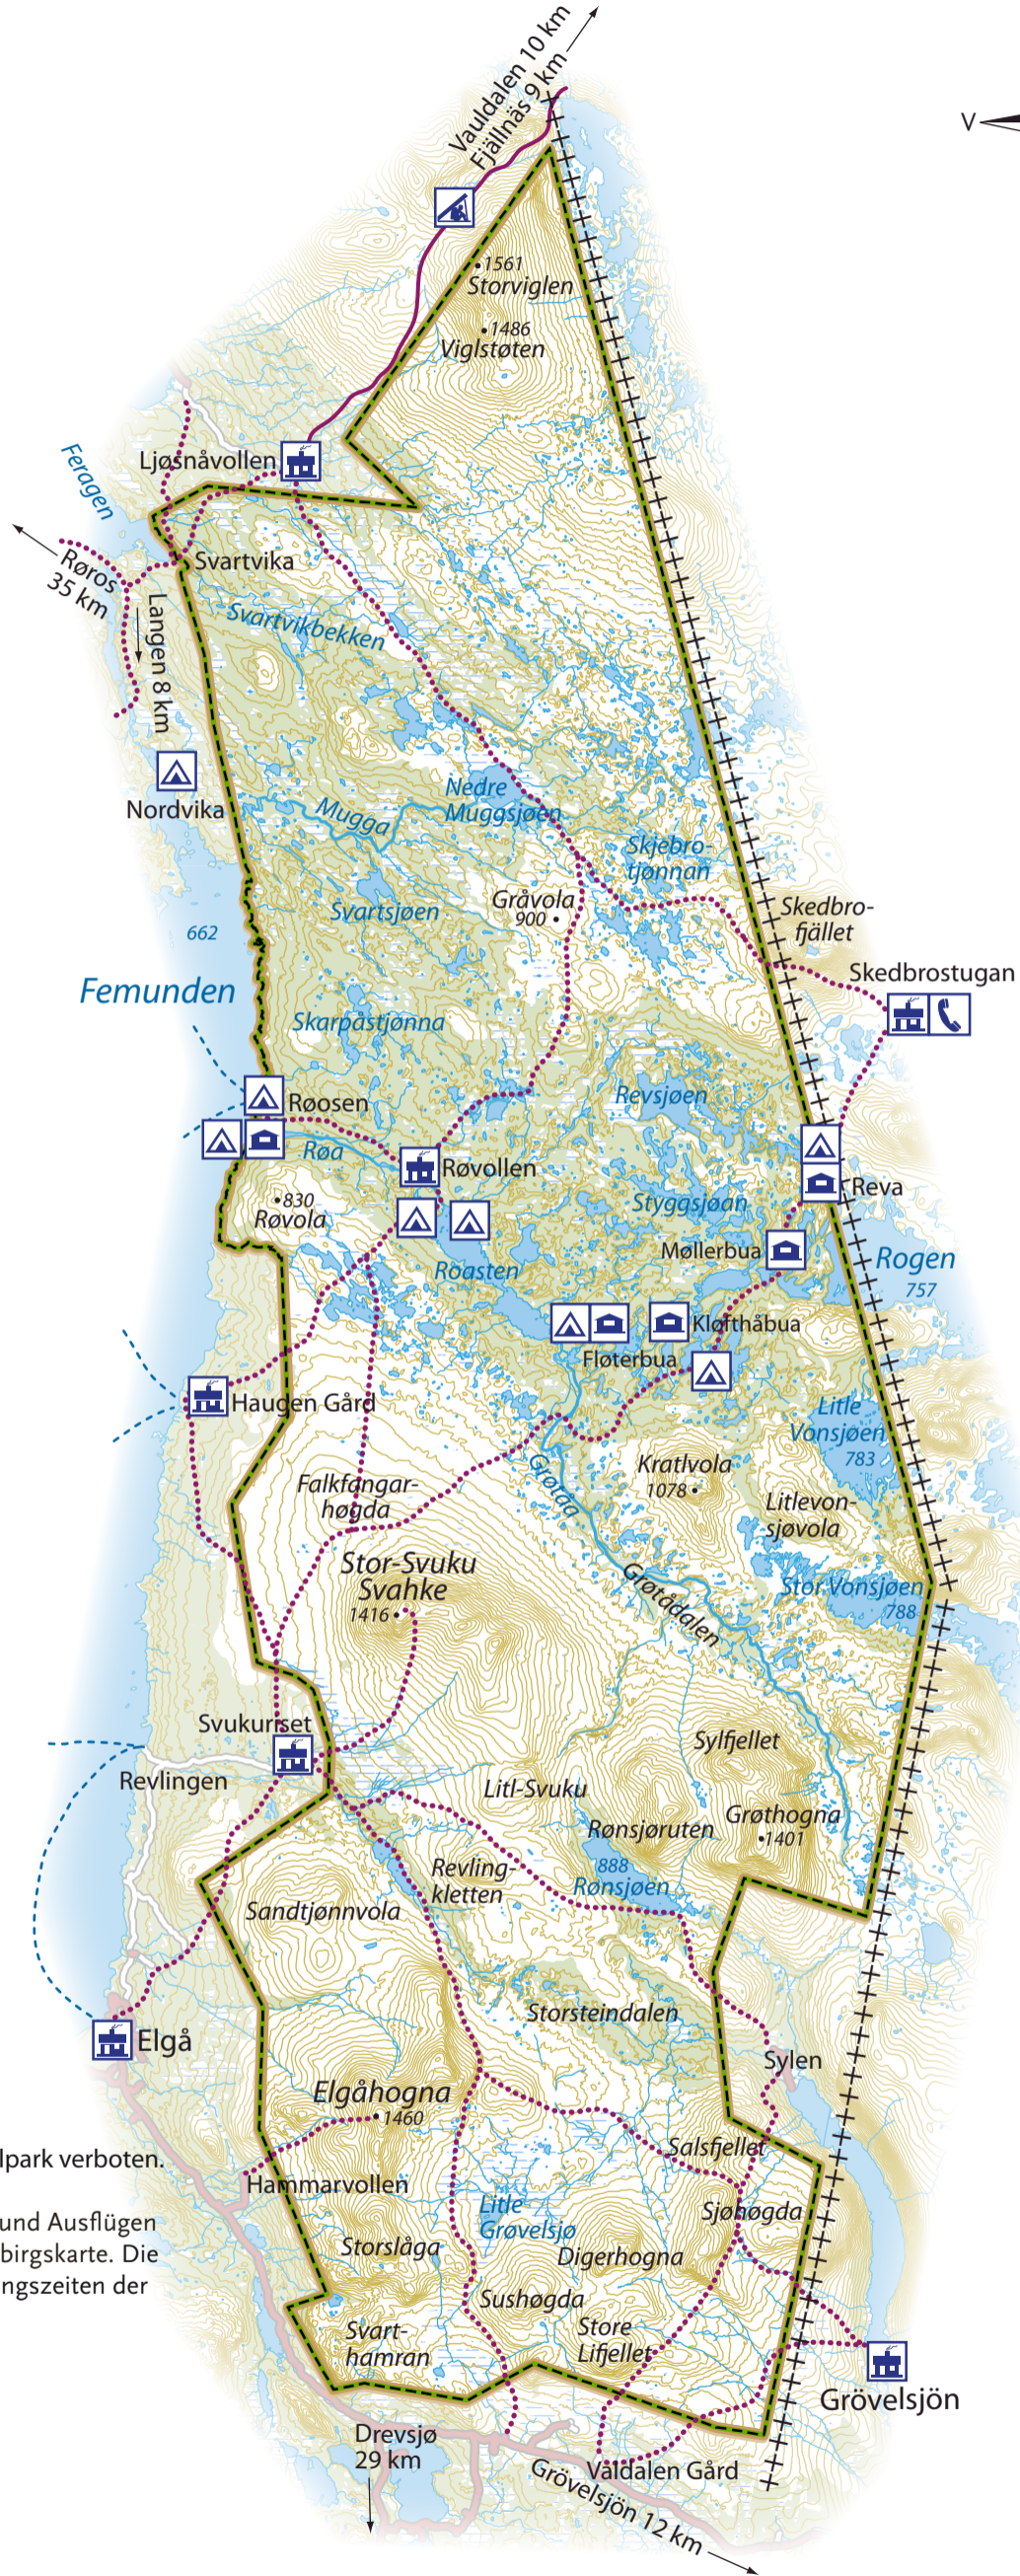 Vauldalen 10 km
Fjällnäs 9 km
V
1561
Storviglen
1486
Viglstøten
Ljøsnåvollen
Feragen
Svartvika
Røros
35 km
Langen 8 km
Svartvikbekken
Nordvika
Nedre
Muggsjøen
Mugga
Skjebro-
tjønnan
Svartsjøen
Gråvola
900
Skedbro-
fjället
662
Femunden
Skedbrostugan
Skarpåstjønna
Revsjøen
Røosen
Røa
Røvollen
Reva
830
Røvola
Styggsjøan
Møllerbua
Rogen
757
Roasten
Kløfthåbua
Fløterbua
Haugen Gård
Litle
Vonsjøen
783
Falkfangar-
høgda
Grøtåa
Kratlvola
1078
Litlevon-
sjøvola
Stor-Svuku
Svahke
1416
Grøtådalen
Stor Vonsjøen
788
Svukuriset
Sylfjellet
Revlingen
Litl-Svuku
Grøthogna
1401
Rønsjøruten
888
Rønsjøen
Revling-
kletten
Sandtjønnvola
Storsteindalen
Elgå
Sylen
Elgåhogna
1460
lpark verboten.
Salsfjellet
Hammarvollen
Sjøhøgda
und Ausflügen
birgskarte. Die
ngszeiten der
Litle
Grøvelsjø
Storslåga
Digerhogna
Sushøgda
Store
Lifjellet
Svart-
hamran
Grövelsjön
Drevsjø
29 km
Valdalen Gård
Grövelsjön 12 km